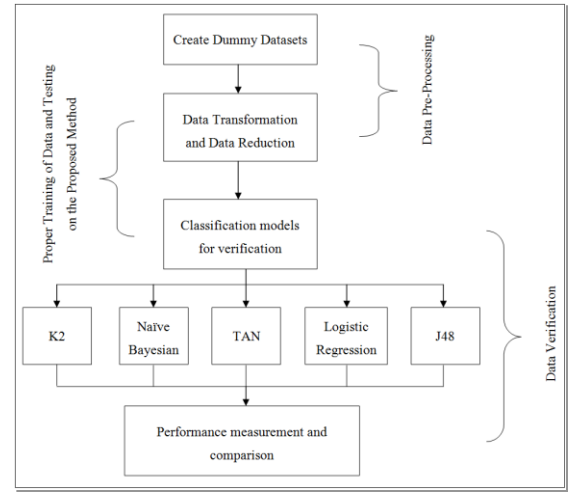 Create Dummy Datasets
Data Pre-Processing
Data Transformation
and Data Reduction
Proper Training of Data and Testing
on the Proposed Method
Classification models
for verification
K2
Naïve
Bayesian
TAN
Logistic
Regression
J48
Data Verification
Performance measurement and
comparison